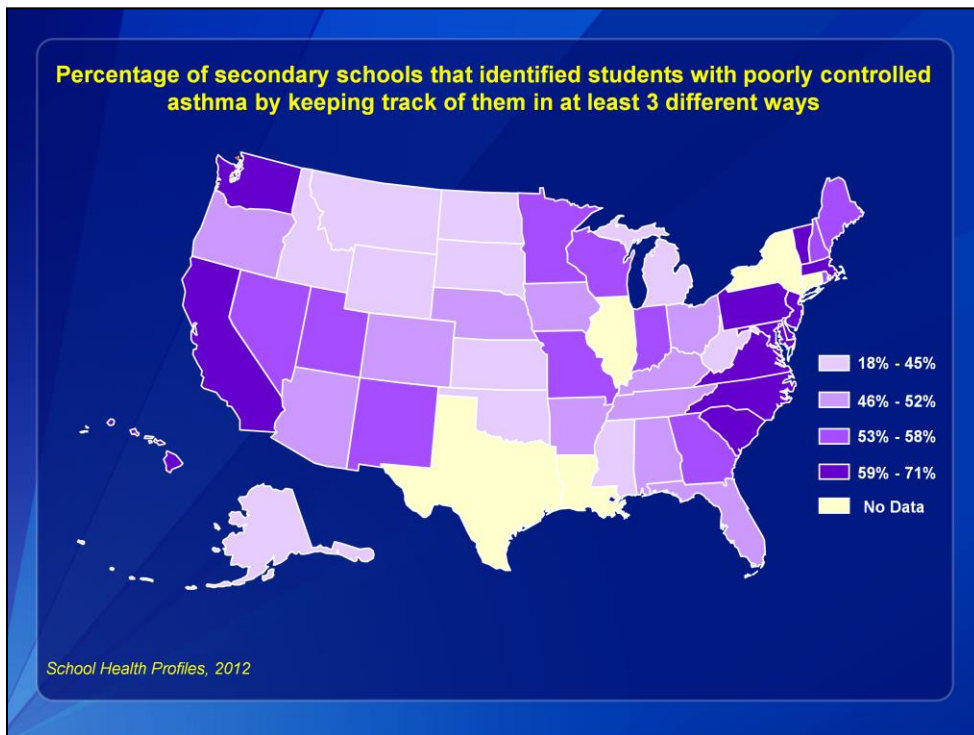 Percentage of secondary schools that identified students with poorly controlled
asthma by keeping track of them in at least 3 different ways
18% - 45%
46% - 52%
53% - 58%
59% - 71%
No Data
School Health Profiles, 2012